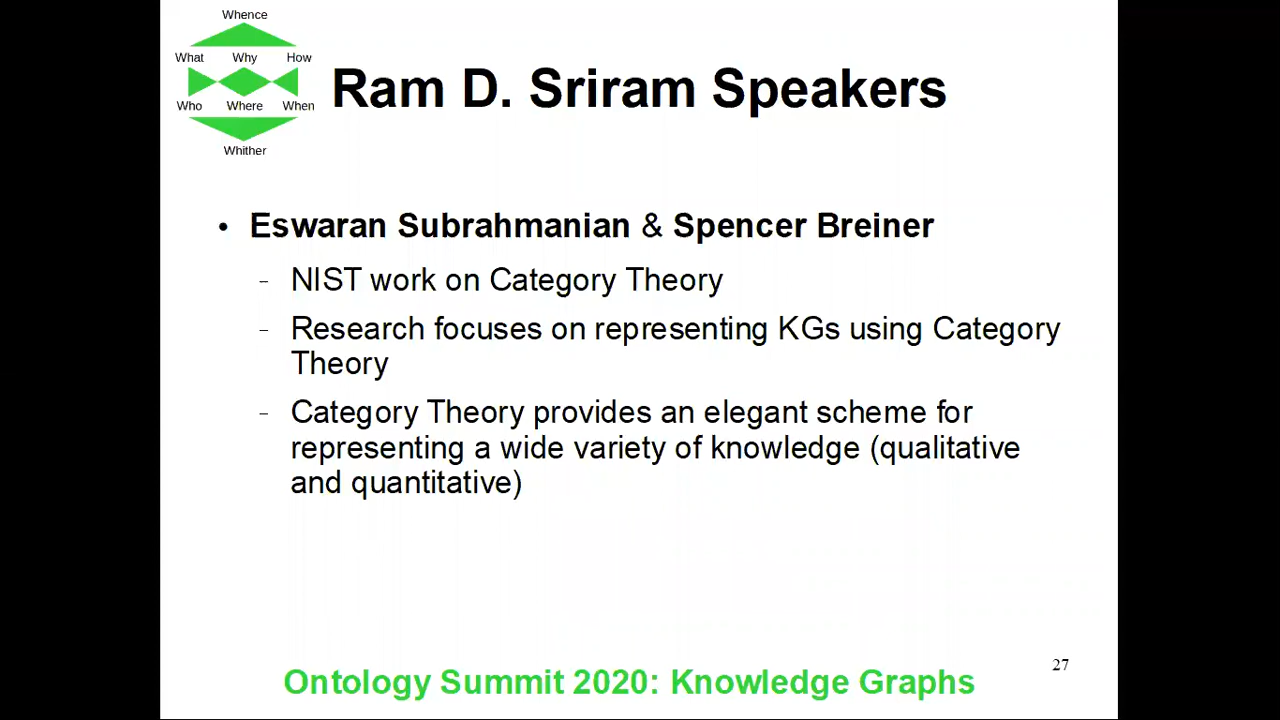 Whence
What Why How
Who Where When
Whither
Ram D. Sriram Speakers
• Eswaran Subrahmanian & Spencer Breiner
– NIST work on Category Theory
– Research focuses on representing KGs using Category
Theory
– Category Theory provides an elegant scheme for
representing a wide variety of knowledge (qualitative
and quantitative)
27
Ontology Summit 2020: Knowledge Graphs